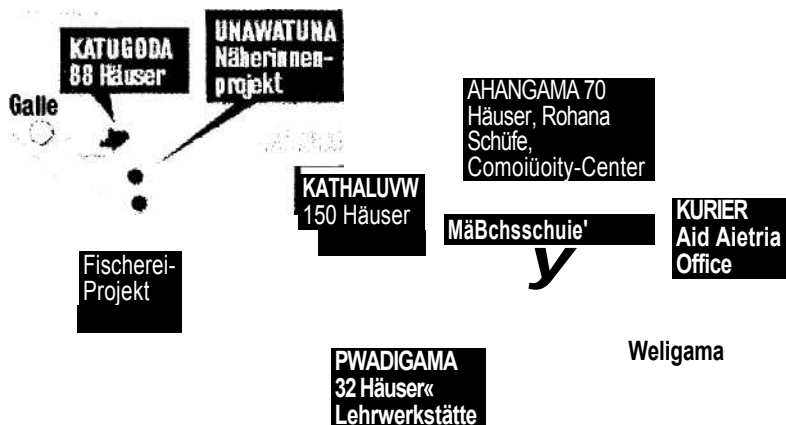 KATUGODA
88 Häuser
UNAWATUNA
Näherinnen-
projekt
Galle
AHANGAMA 70
Häuser, Rohana
Schüfe,
Comoiüoity-Center
KATHALUVW
150 Häuser
MäBchsschuie'
y
KURIER
Aid Aietria
Office
Fischerei-
Projekt
PWADIGAMA
32 Häuser«
Lehrwerkstätte
Weligama